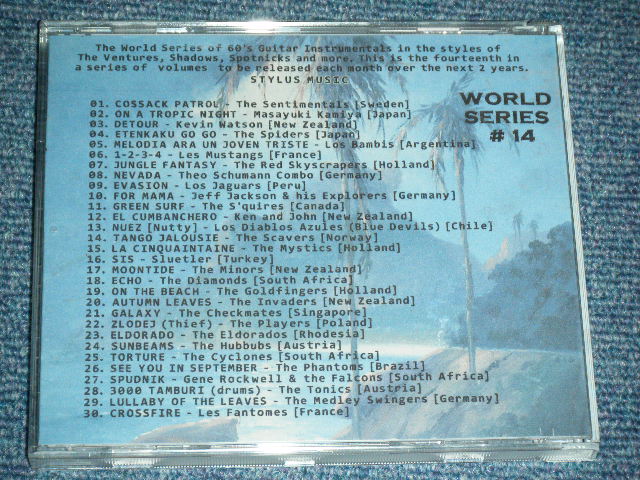 The World Series of 60's Guitar Instrumentals in the styles of
The Ventures, Shadows, Spotnicks and more. This is the fourteenth in
a series of volumes to be released each month over the next 2 years.
STYLUS MUSIC
WORLD
SERIES
# 14
01. COSSACK PATROL - The Sentimentals [Sweden]
02. ON A TROPIC NIGHT - Masayuki Kamiya [Japan]
03. DETOUR - Kevin Watson [New Zealand]
04. ETENKAKU GO GO - The Spiders [Japan]
05. MELODIA ARA UN JOVEN TRISTE - Los Bambis [Argentina]
06. 1-2-3-4 - Les Mustangs [France]
07. JUNGLE FANTASY - The Red Skyscrapers [Holland]
08. NEVADA - Theo Schumann Combo [Germany]
09. EVASION - Los Jaguars [Peru]
10. FOR MAMA - Jeff Jackson & his Explorers [Germany]
11. GREEN SURF - The S'quires [Canada]
12. EL CUMBANCHERO - Ken and John [New Zealand]
13. NUEZ [Nutty] - Los Diablos Azules (Blue Devils) [Chile]
14. TANGO JALOUSIE - The Scavers [Norway]
15. LA CINQUAINTAINE - The Mystics [Holland]
16. SIS - Sluetler [Turkey]
17. MOONTIDE - The Minors [New Zealand]
18. ECHO - The Diamonds [South Africa]
19. ON THE BEACH - The Goldfingers [Holland]
20. AUTUMN LEAVES - The Invaders [New Zealand]
21. GALAXY - The Checkmates [Singapore]
22. ZLODEJ (Thief) - The Players [Poland]
23. ELDORADO - The Eldorados [Rhodesia]
24. SUNBEAMS - The Hubbubs [Austria]
25. TORTURE - The Cyclones [South Africa]
26. SEE YOU IN SEPTEMBER - The Phantoms [Brazil]
27. SPUDNIK - Gene Rockwell & the Falcons [South Africa]
28. 3000 TAMBURI (drums) - The Tonics [Austria]
29. LULLABY OF THE LEAVES - The Medley Swingers [Germany]
30. CROSSFIRE - Les Fantomes [France]